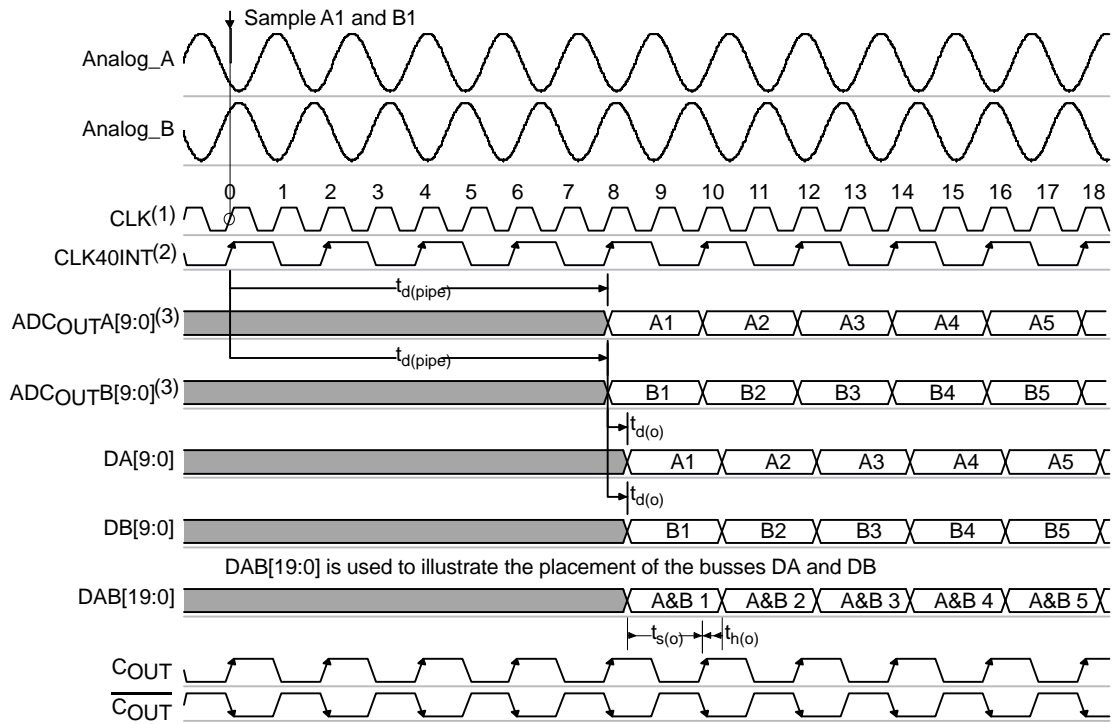 Sample A1 and B1
Analog_A
Analog_B
0 1 2 3 4 5 6 7 8 9 10 11 12 13 14 15 16 17 18
CLK(1)
CLK40INT(2)
td(pipe)
ADCOUTA[9:0](3) A1 A2 A3 A4 A5
td(pipe)
ADCOUTB[9:0](3) B1 B2 B3 B4 B5
td(o)
DA[9:0] A1 A2 A3 A4 A5
td(o)
DB[9:0] B1 B2 B3 B4 B5
DAB[19:0] is used to illustrate the placement of the busses DA and DB
DAB[19:0] A&B 1 A&B 2 A&B 3 A&B 4 A&B 5
ts(o) th(o)
COUT
COUT